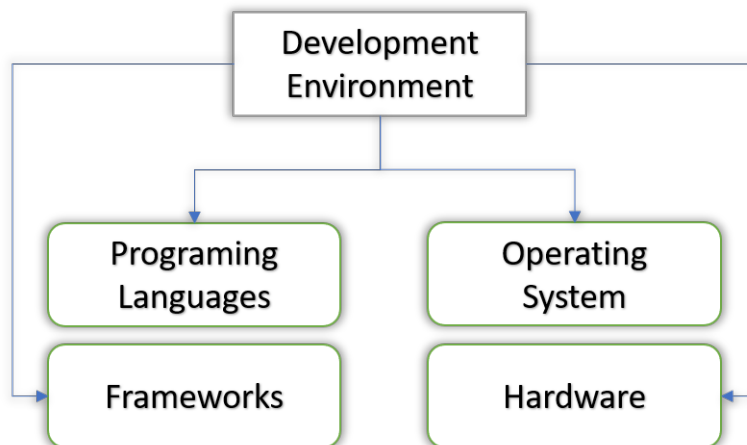 Development
Environment
Programing
Languages
Operating
System
Frameworks
Hardware